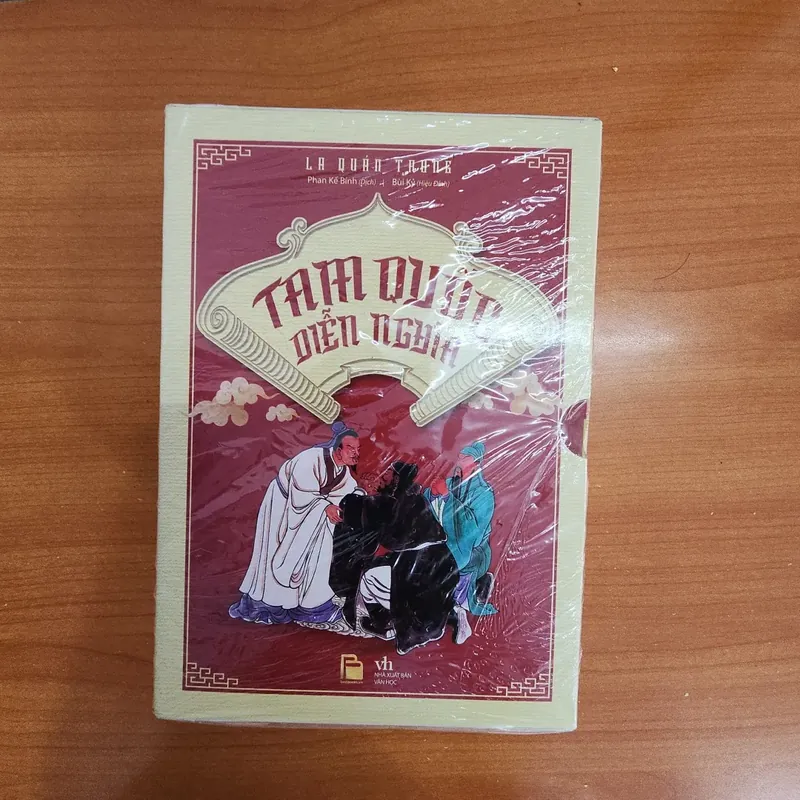 LA QUÁN TRUNG
Phan Kế Bính (Dịch) | Bùi Kỷ (Hiệu Đính)
TAM QUỐC
DIỄN NGHĨA
vh
NHÀ XUẤT BẢN
VĂN HỌC